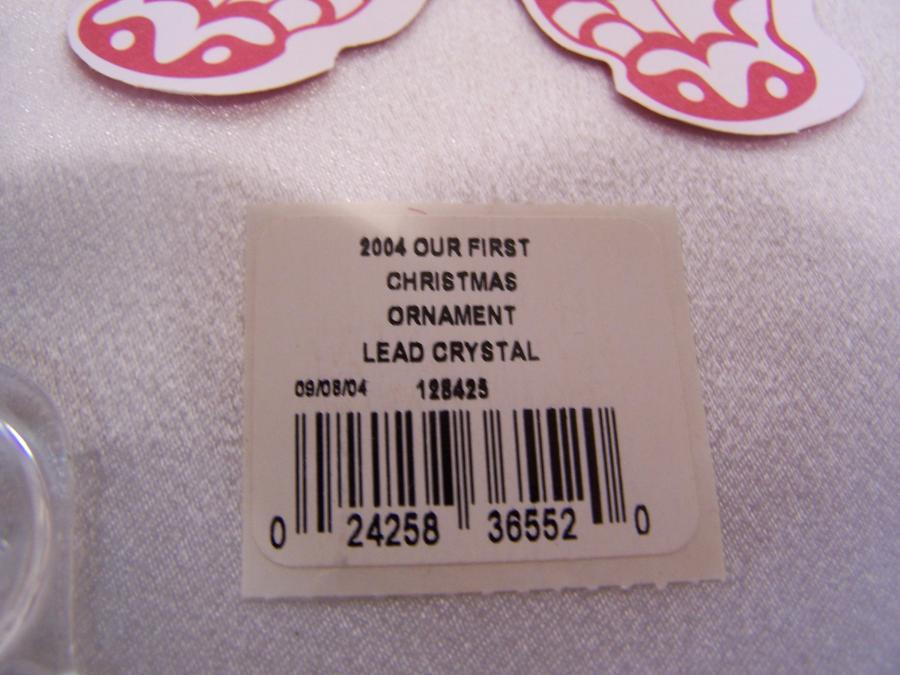 2004 OUR FIRST
CHRISTMAS
ORNAMENT
LEAD CRYSTAL
09/08/04 128425
0 24258 36552 0